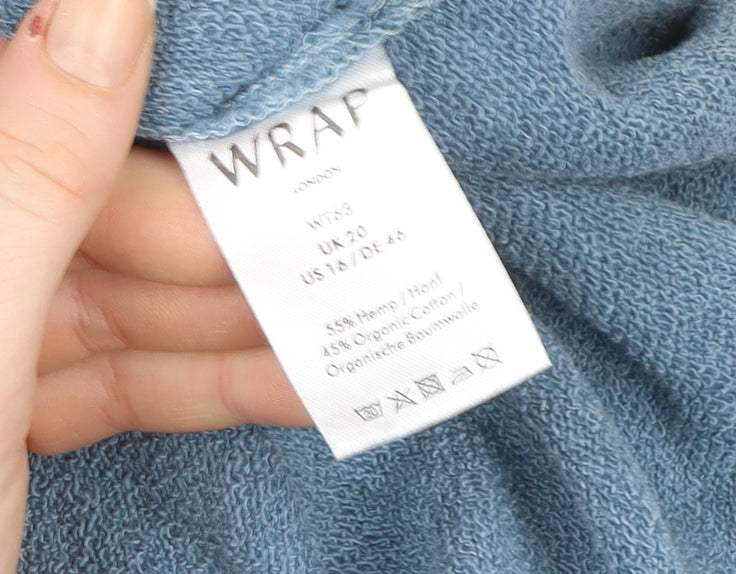 WRAP
LONDON
WT63
UK 20
US 16 / DE 46
55% Hemp / Hanf
45% Organic Cotton /
Organische Baumwolle
30